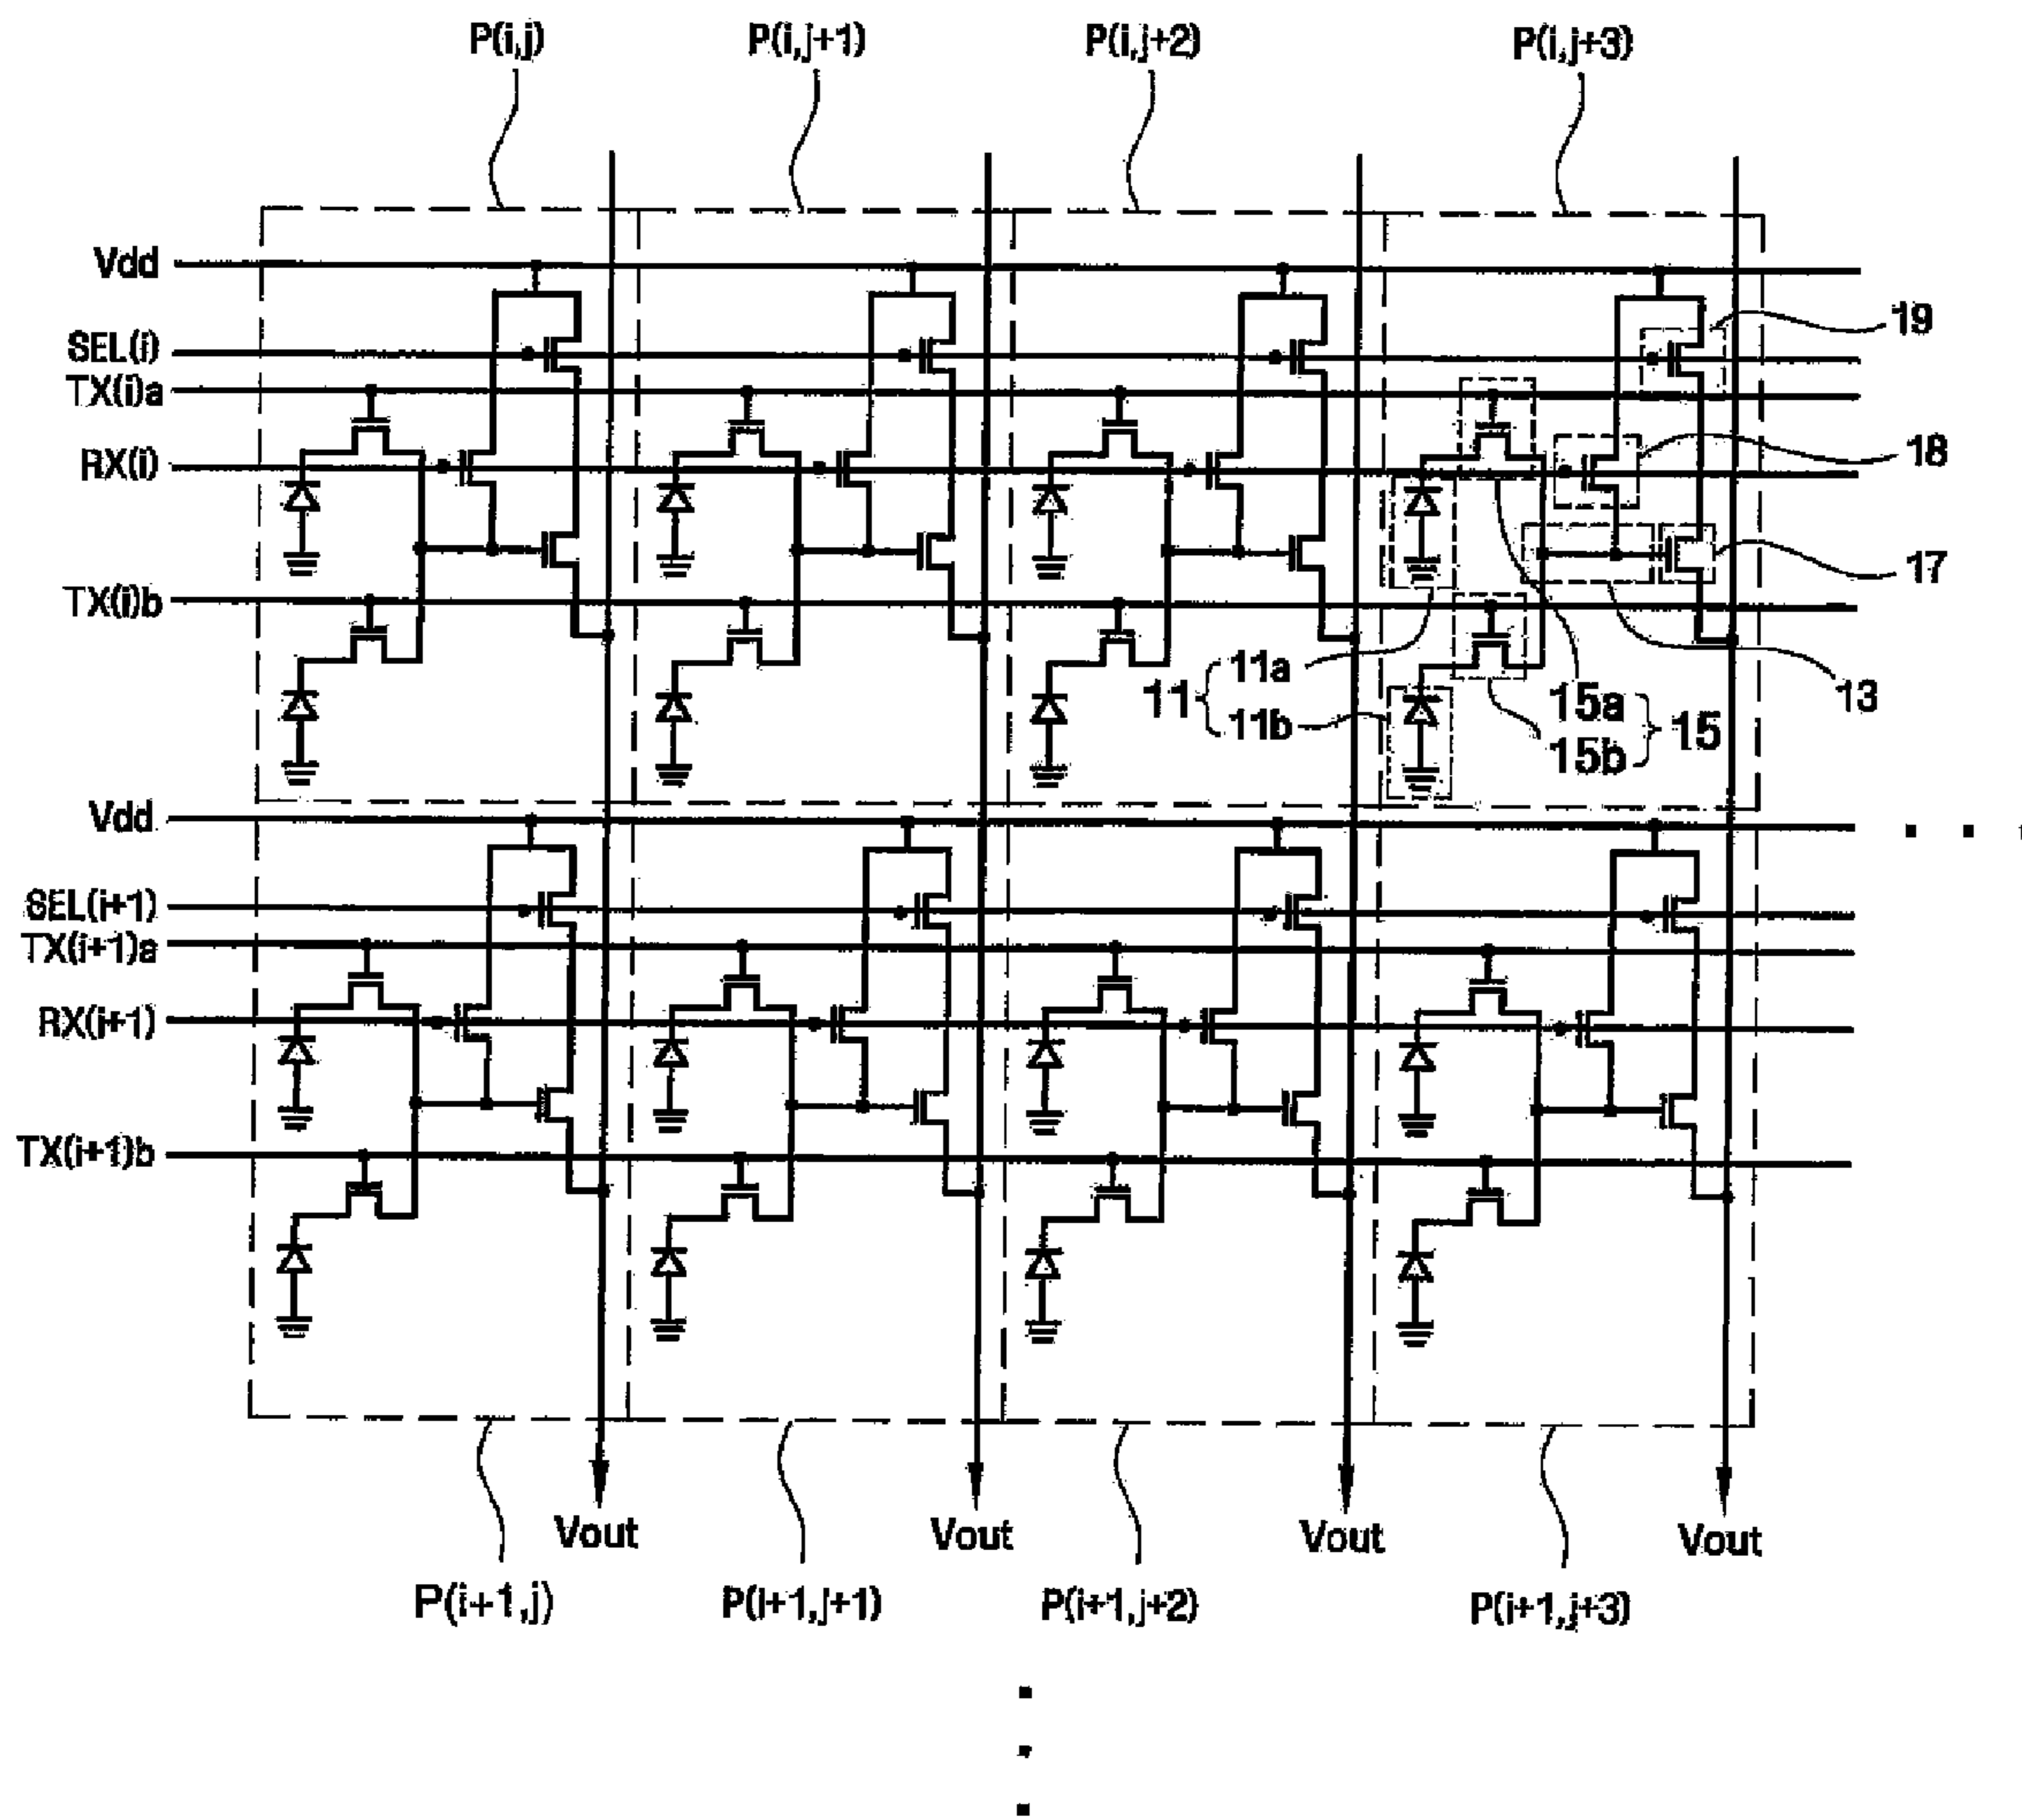 P(i,j) P(i,j+1) P(i,j+2) P(i,j+3)
Vdd
SEL(i)
TX(i)a
RX(i)
TX(i)b
19
18
17
13
11 11a
11b
15a
15b 15
Vdd
SEL(i+1)
TX(i+1)a
RX(i+1)
TX(i+1)b
Vout Vout Vout Vout
P(i+1,j) P(i+1,j+1) P(i+1,j+2) P(i+1,j+3)